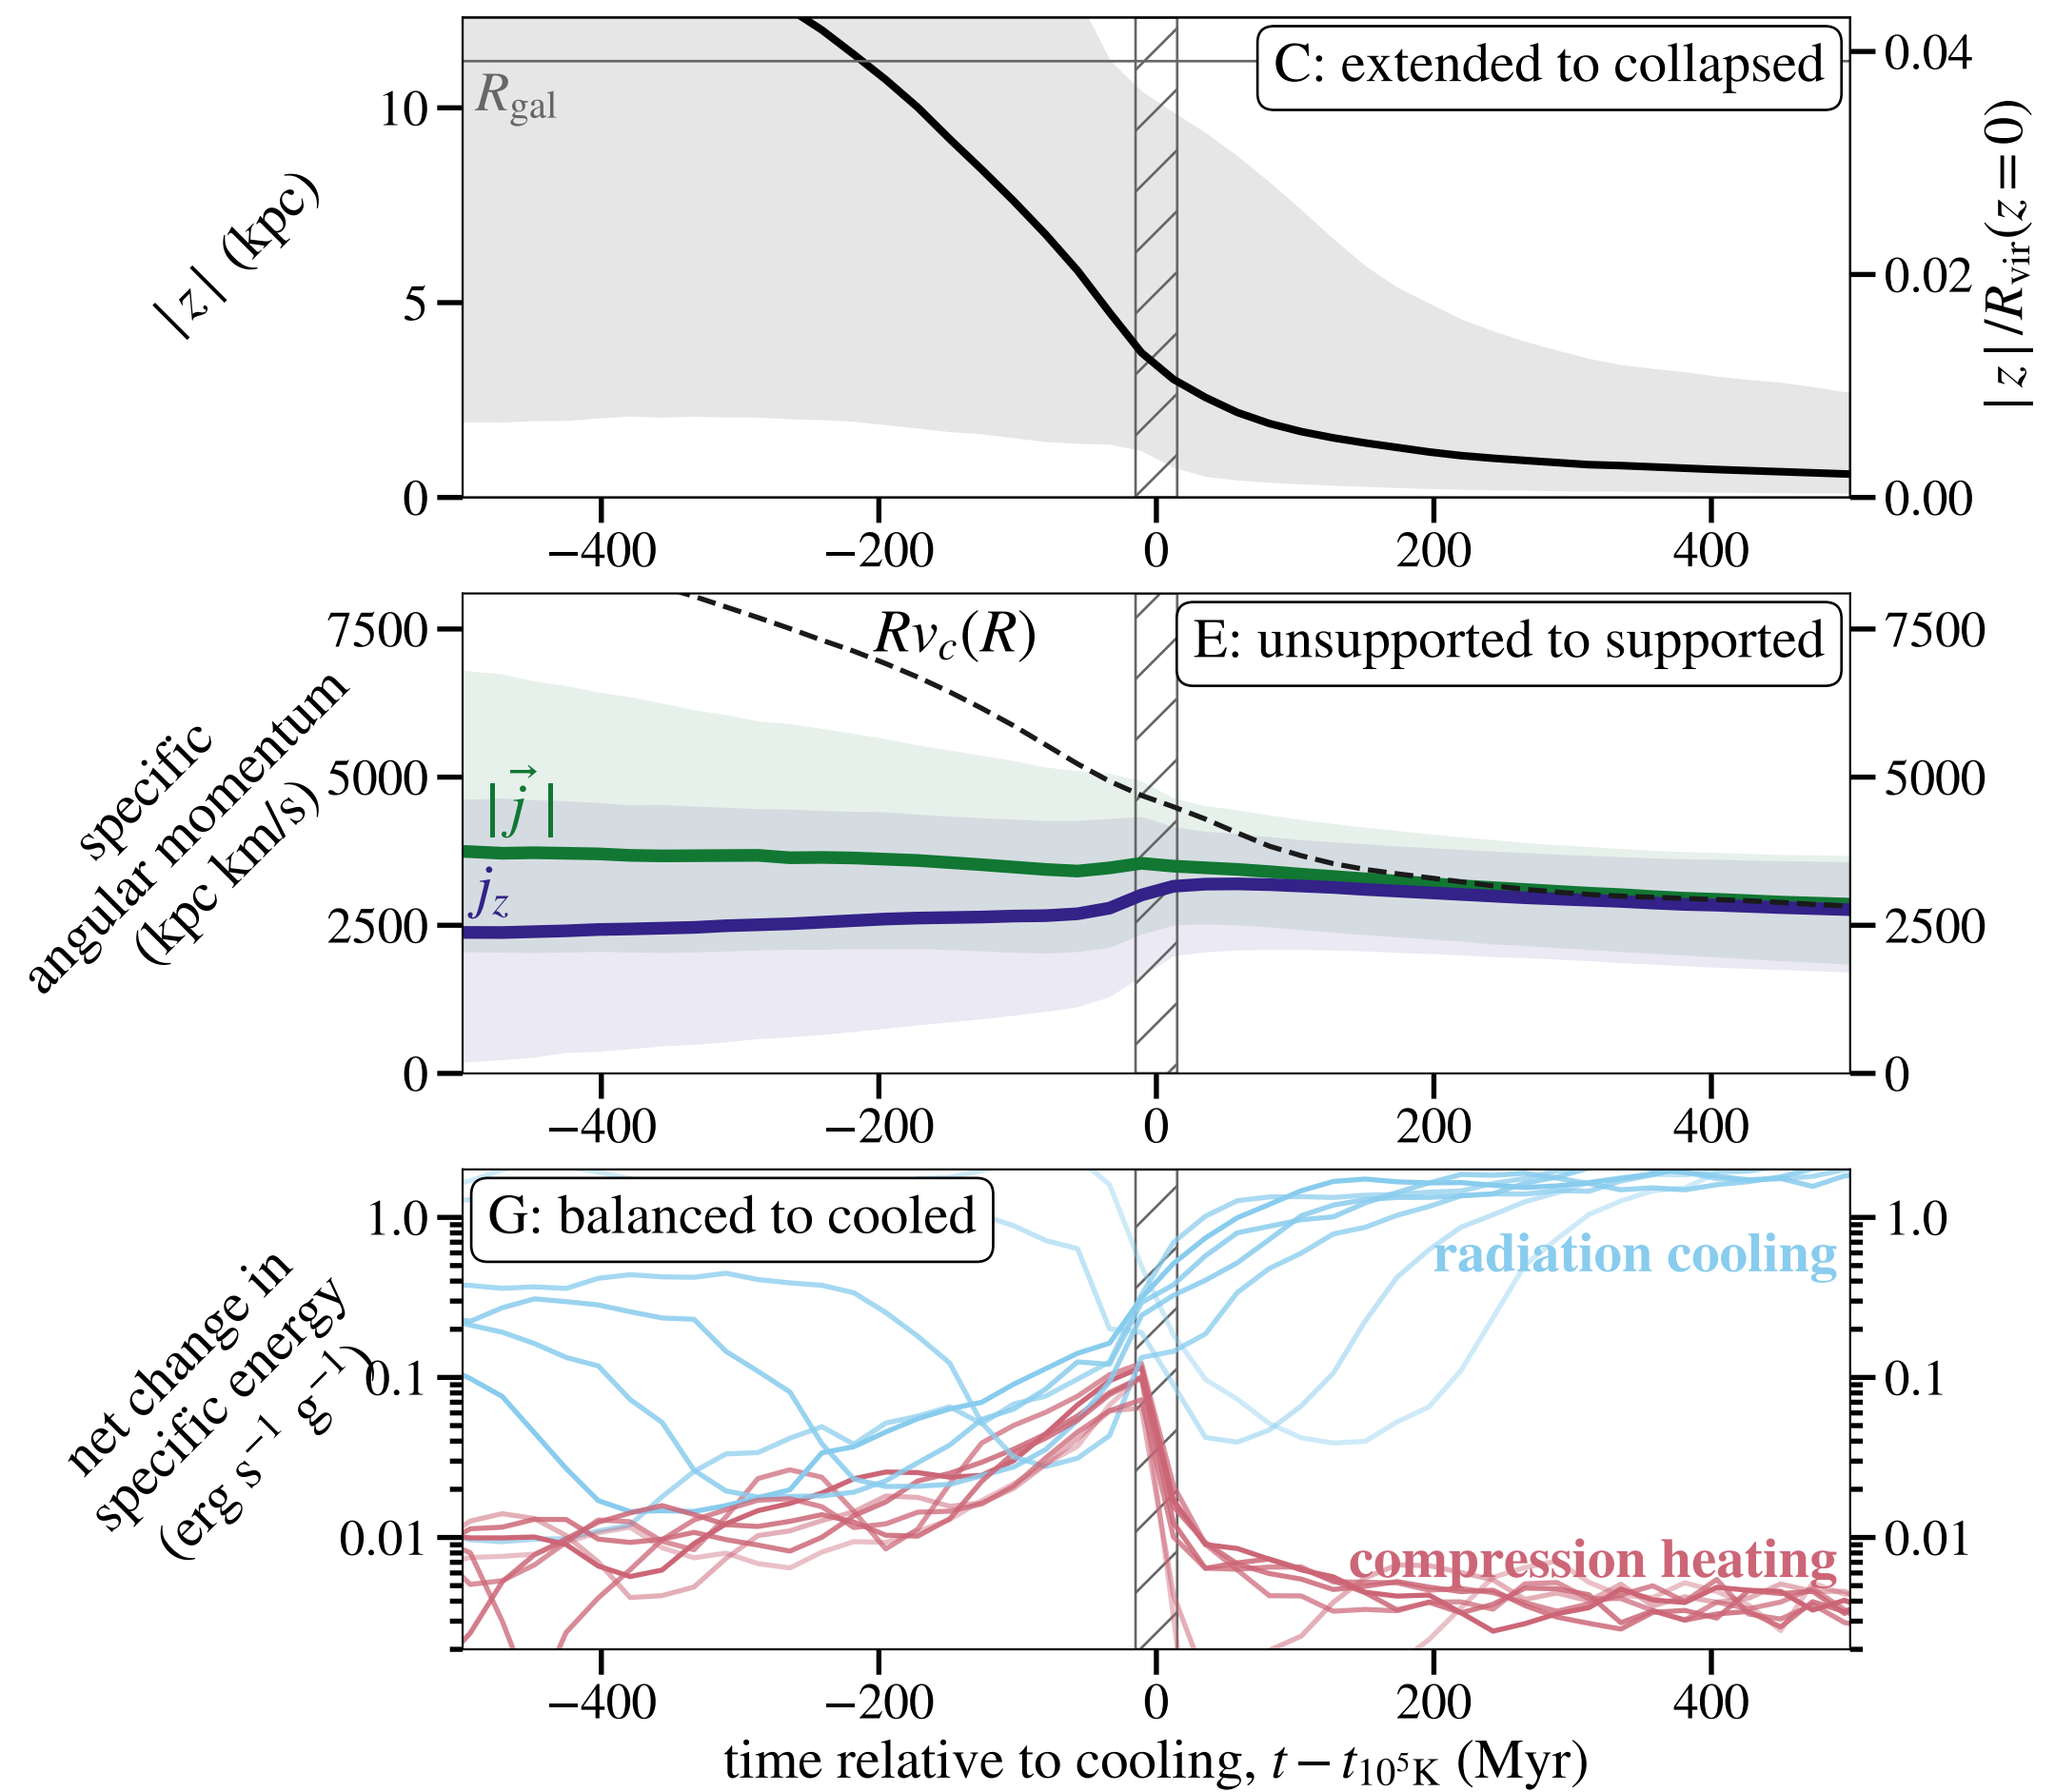 C: extended to collapsed
R_gal
|z| (kpc)
|z|/R_vir(z=0)
10
5
0
0.04
0.02
0.00
−400 −200 0 200 400
E: unsupported to supported
Rv_c(R)
|j⃗|
j_z
specific
angular momentum
(kpc km/s)
7500
5000
2500
0
7500
5000
2500
0
−400 −200 0 200 400
G: balanced to cooled
radiation cooling
compression heating
net change in
specific energy
(erg s⁻¹ g⁻¹)
1.0
0.1
0.01
1.0
0.1
0.01
−400 −200 0 200 400
time relative to cooling, t − t_10⁵K (Myr)